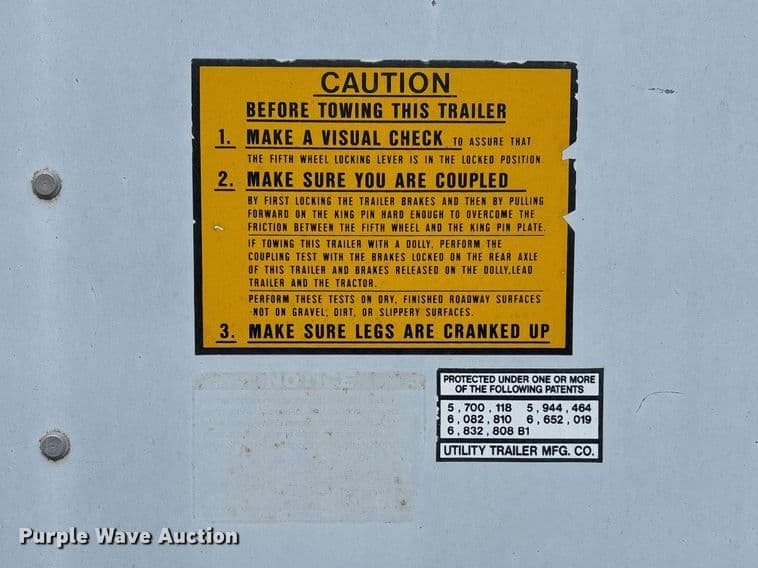 CAUTION
BEFORE TOWING THIS TRAILER
1. MAKE A VISUAL CHECK TO ASSURE THAT
THE FIFTH WHEEL LOCKING LEVER IS IN THE LOCKED POSITION.
2. MAKE SURE YOU ARE COUPLED
BY FIRST LOCKING THE TRAILER BRAKES AND THEN BY PULLING
FORWARD ON THE KING PIN HARD ENOUGH TO OVERCOME THE
FRICTION BETWEEN THE FIFTH WHEEL AND THE KING PIN PLATE.
IF TOWING THIS TRAILER WITH A DOLLY, PERFORM THE
COUPLING TEST WITH THE BRAKES LOCKED ON THE REAR AXLE
OF THIS TRAILER AND BRAKES RELEASED ON THE DOLLY,LEAD
TRAILER AND THE TRACTOR.
PERFORM THESE TESTS ON DRY, FINISHED ROADWAY SURFACES
-NOT ON GRAVEL, DIRT, OR SLIPPERY SURFACES.
3. MAKE SURE LEGS ARE CRANKED UP
NOTICE
PROTECTED UNDER ONE OR MORE
OF THE FOLLOWING PATENTS
5,700,118 5,944,464
6,082,810 6,652,019
6,832,808 B1
UTILITY TRAILER MFG. CO.
Purple Wave Auction